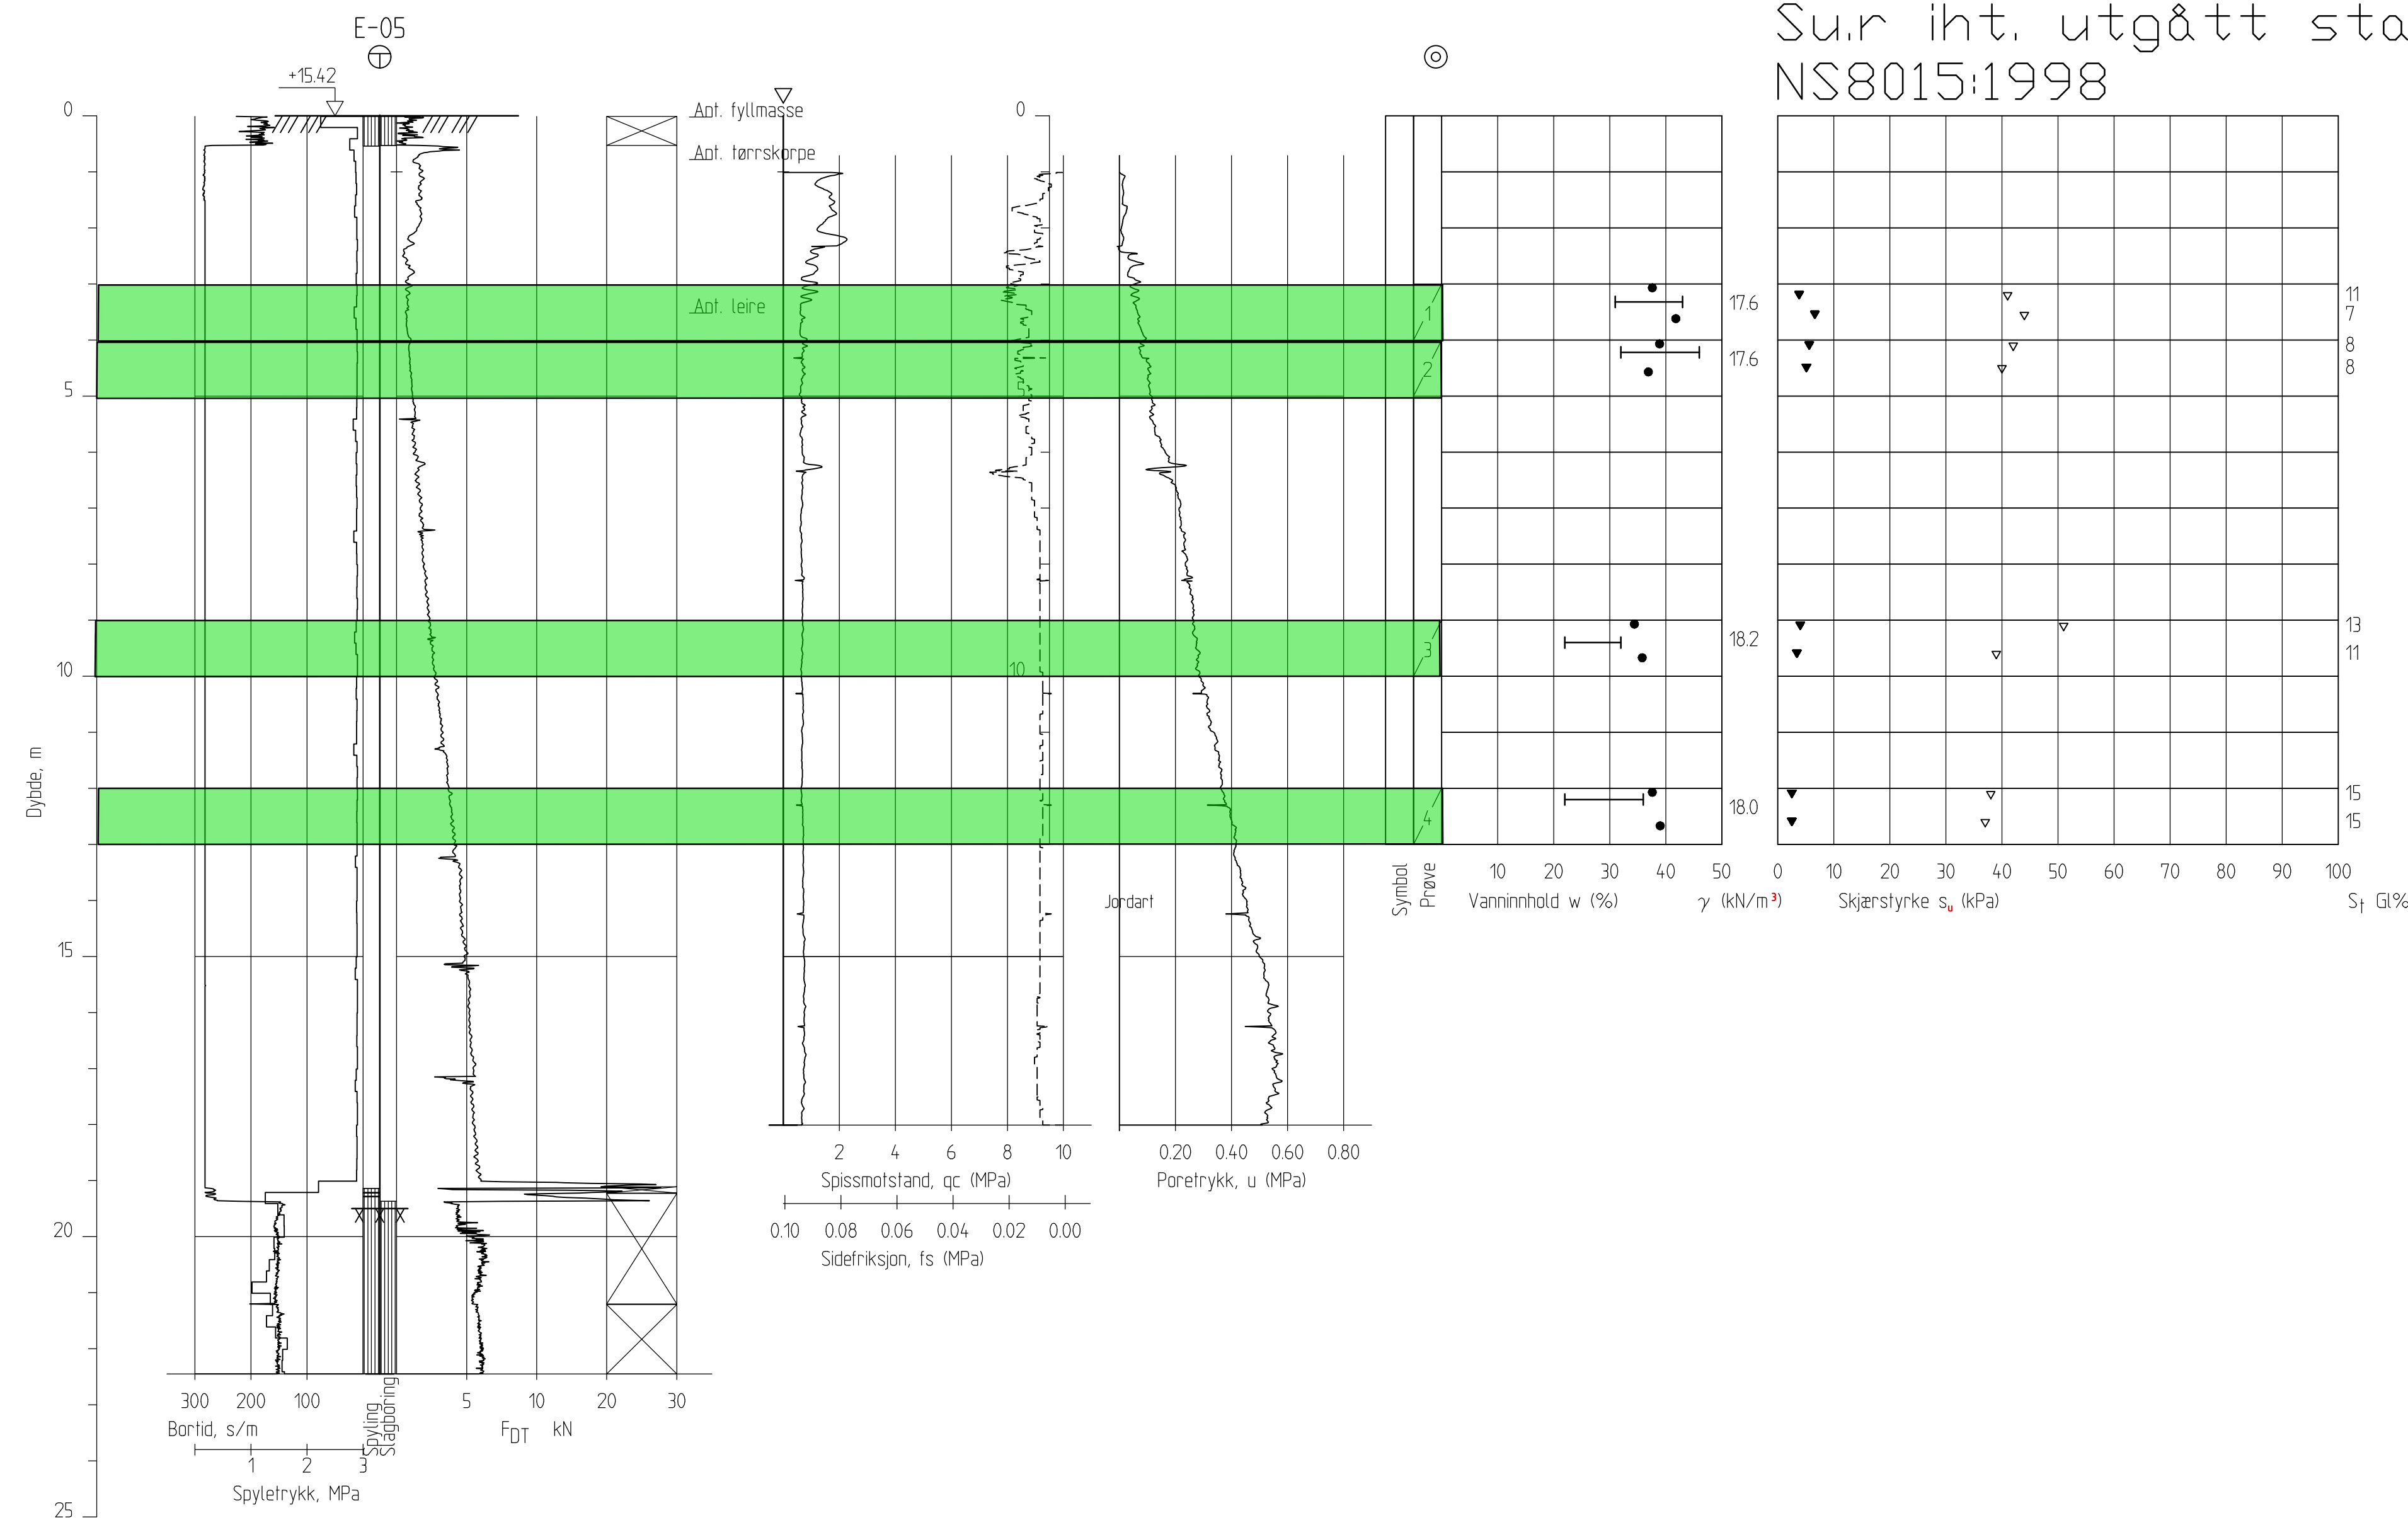 E-05
Su.r iht. utgått sta
NS8015:1998
+15.42
0
Ant. fyllmasse
0
Ant. tørrskorpe
Ant. leire
1
17.6
11
7
2
17.6
8
8
5
5
3
18.2
13
11
10
10
4
18.0
15
15
Dybde, m
Jordart
Symbol
Prøve
10 20 30 40 50
Vanninnhold w (%)
γ (kN/m³)
0 10 20 30 40 50 60 70 80 90 100
Skjærstyrke su (kPa)
St Gl%
15
2 4 6 8 10
Spissmotstand, qc (MPa)
0.10 0.08 0.06 0.04 0.02 0.00
Sidefriksjon, fs (MPa)
0.20 0.40 0.60 0.80
Poretrykk, u (MPa)
20
300 200 100
Bortid, s/m
Spyling
Slagboring
5 10 20 30
FDT kN
1 2 3
Spyletrykk, MPa
25